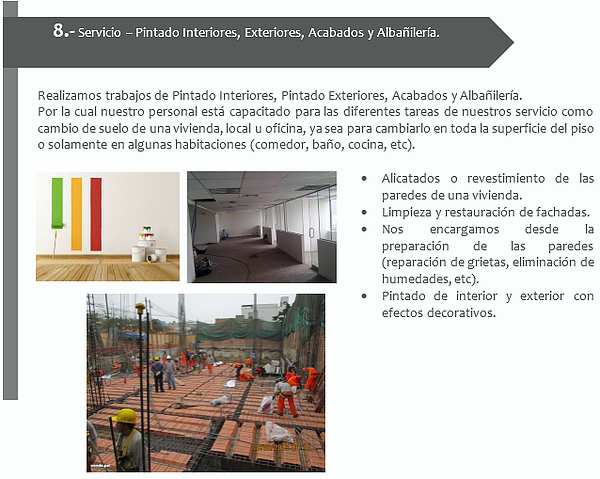 8.- Servicio – Pintado Interiores, Exteriores, Acabados y Albañilería.
Realizamos trabajos de Pintado Interiores, Pintado Exteriores, Acabados y Albañilería.
Por la cual nuestro personal está capacitado para las diferentes tareas de nuestros servicio como
cambio de suelo de una vivienda, local u oficina, ya sea para cambiarlo en toda la superficie del piso
o solamente en algunas habitaciones (comedor, baño, cocina, etc).
• Alicatados o revestimiento de las
paredes de una vivienda.
• Limpieza y restauración de fachadas.
• Nos encargamos desde la
preparación de las paredes
(reparación de grietas, eliminación de
humedades, etc).
• Pintado de interior y exterior con
efectos decorativos.